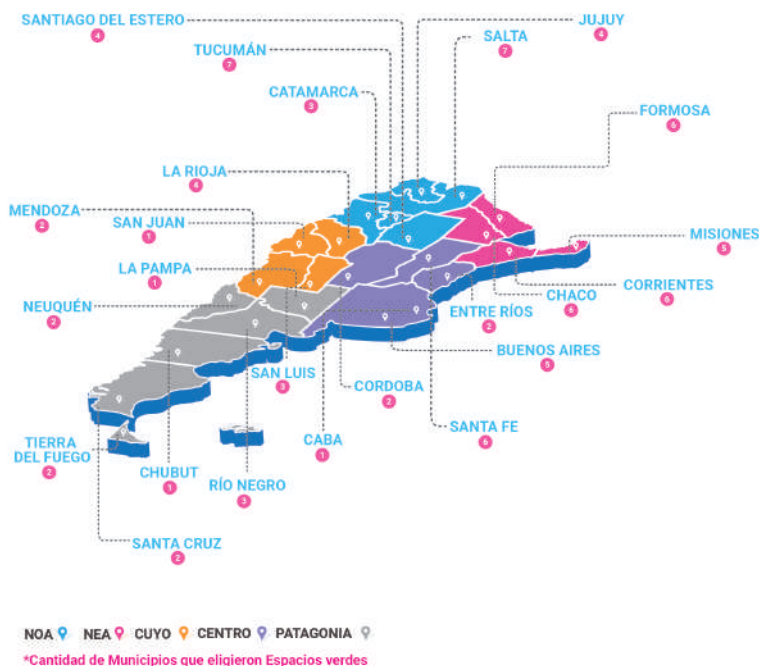 SANTIAGO DEL ESTERO
4
JUJUY
4
TUCUMÁN
7
SALTA
7
CATAMARCA
3
FORMOSA
6
LA RIOJA
4
MENDOZA
2
SAN JUAN
1
MISIONES
5
LA PAMPA
1
CORRIENTES
6
CHACO
6
NEUQUÉN
2
ENTRE RÍOS
2
BUENOS AIRES
5
SAN LUIS
3
CORDOBA
2
SANTA FE
6
CABA
1
TIERRA
DEL FUEGO
2
CHUBUT
1
RÍO NEGRO
3
SANTA CRUZ
2
NOA NEA CUYO CENTRO PATAGONIA
*Cantidad de Municipios que eligieron Espacios verdes